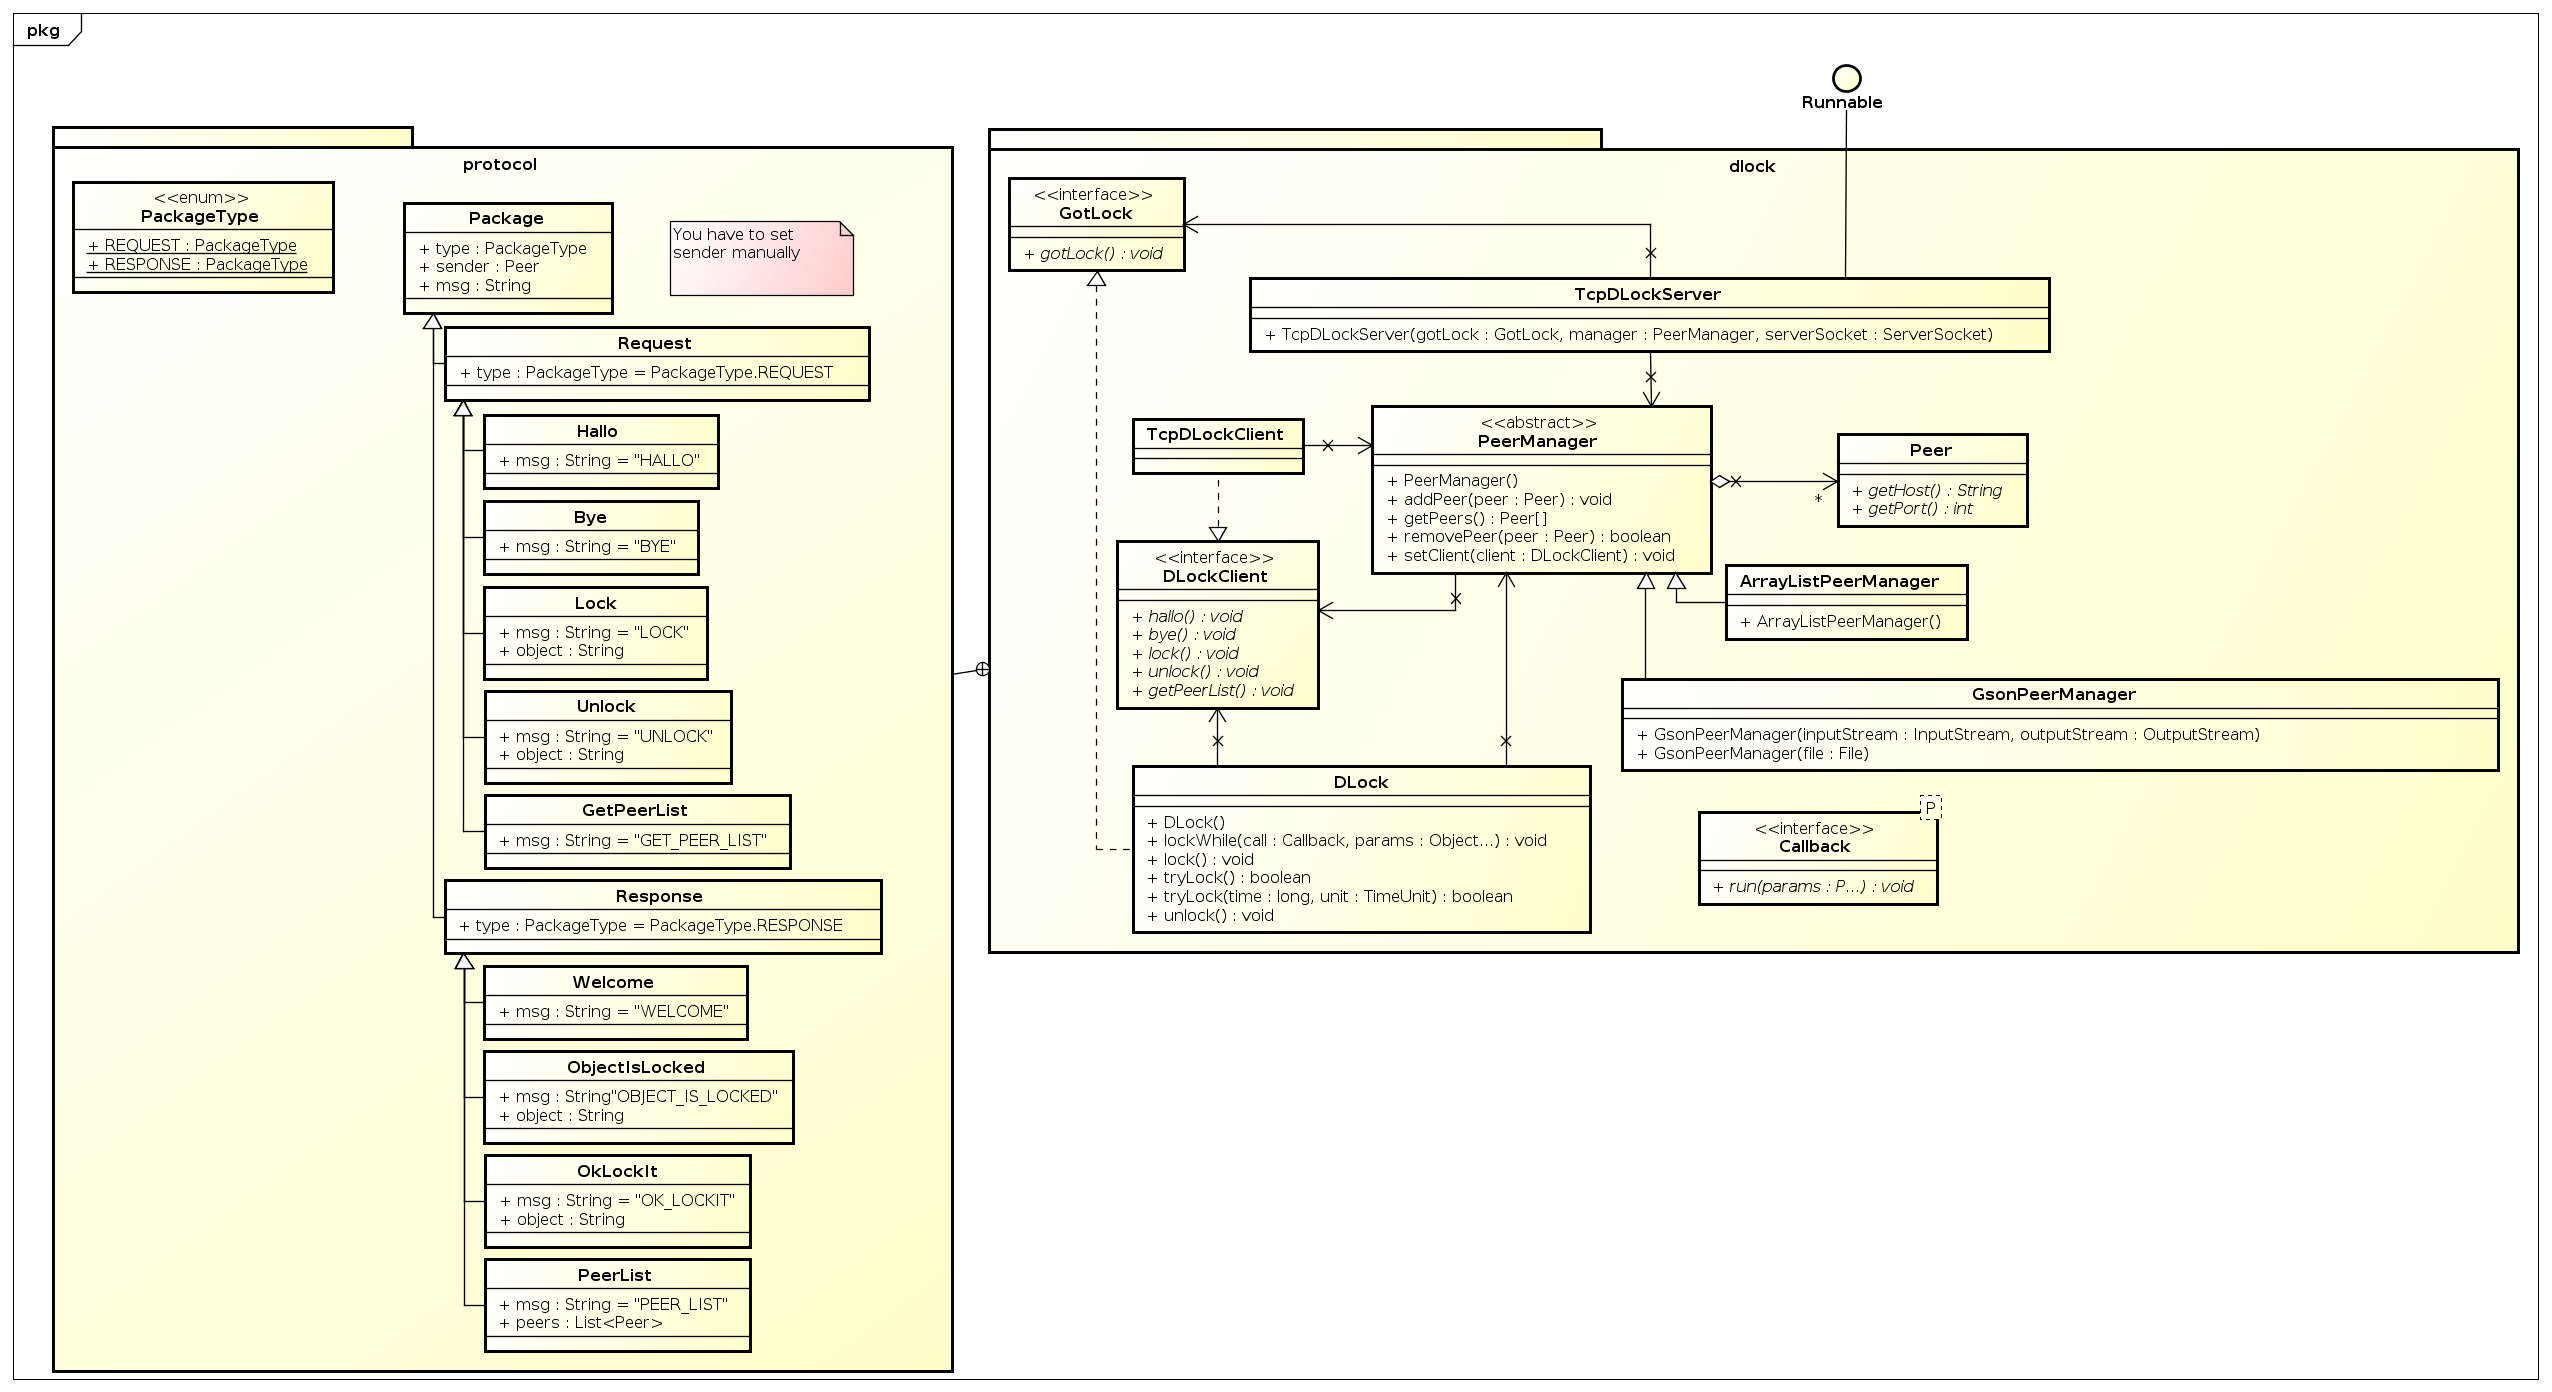 pkg
Runnable
protocol
<<enum>>
PackageType
+ REQUEST : PackageType
+ RESPONSE : PackageType
Package
+ type : PackageType
+ sender : Peer
+ msg : String
You have to set
sender manually
Request
+ type : PackageType = PackageType.REQUEST
Hallo
+ msg : String = "HALLO"
Bye
+ msg : String = "BYE"
Lock
+ msg : String = "LOCK"
+ object : String
Unlock
+ msg : String = "UNLOCK"
+ object : String
GetPeerList
+ msg : String = "GET_PEER_LIST"
Response
+ type : PackageType = PackageType.RESPONSE
Welcome
+ msg : String = "WELCOME"
ObjectIsLocked
+ msg : String"OBJECT_IS_LOCKED"
+ object : String
OkLockIt
+ msg : String = "OK_LOCKIT"
+ object : String
PeerList
+ msg : String = "PEER_LIST"
+ peers : List<Peer>
dlock
<<interface>>
GotLock
+ gotLock() : void
TcpDLockServer
+ TcpDLockServer(gotLock : GotLock, manager : PeerManager, serverSocket : ServerSocket)
TcpDLockClient
<<abstract>>
PeerManager
+ PeerManager()
+ addPeer(peer : Peer) : void
+ getPeers() : Peer[]
+ removePeer(peer : Peer) : boolean
+ setClient(client : DLockClient) : void
*
Peer
+ getHost() : String
+ getPort() : int
<<interface>>
DLockClient
+ hallo() : void
+ bye() : void
+ lock() : void
+ unlock() : void
+ getPeerList() : void
ArrayListPeerManager
+ ArrayListPeerManager()
GsonPeerManager
+ GsonPeerManager(inputStream : InputStream, outputStream : OutputStream)
+ GsonPeerManager(file : File)
DLock
+ DLock()
+ lockWhile(call : Callback, params : Object...) : void
+ lock() : void
+ tryLock() : boolean
+ tryLock(time : long, unit : TimeUnit) : boolean
+ unlock() : void
P
<<interface>>
Callback
+ run(params : P...) : void